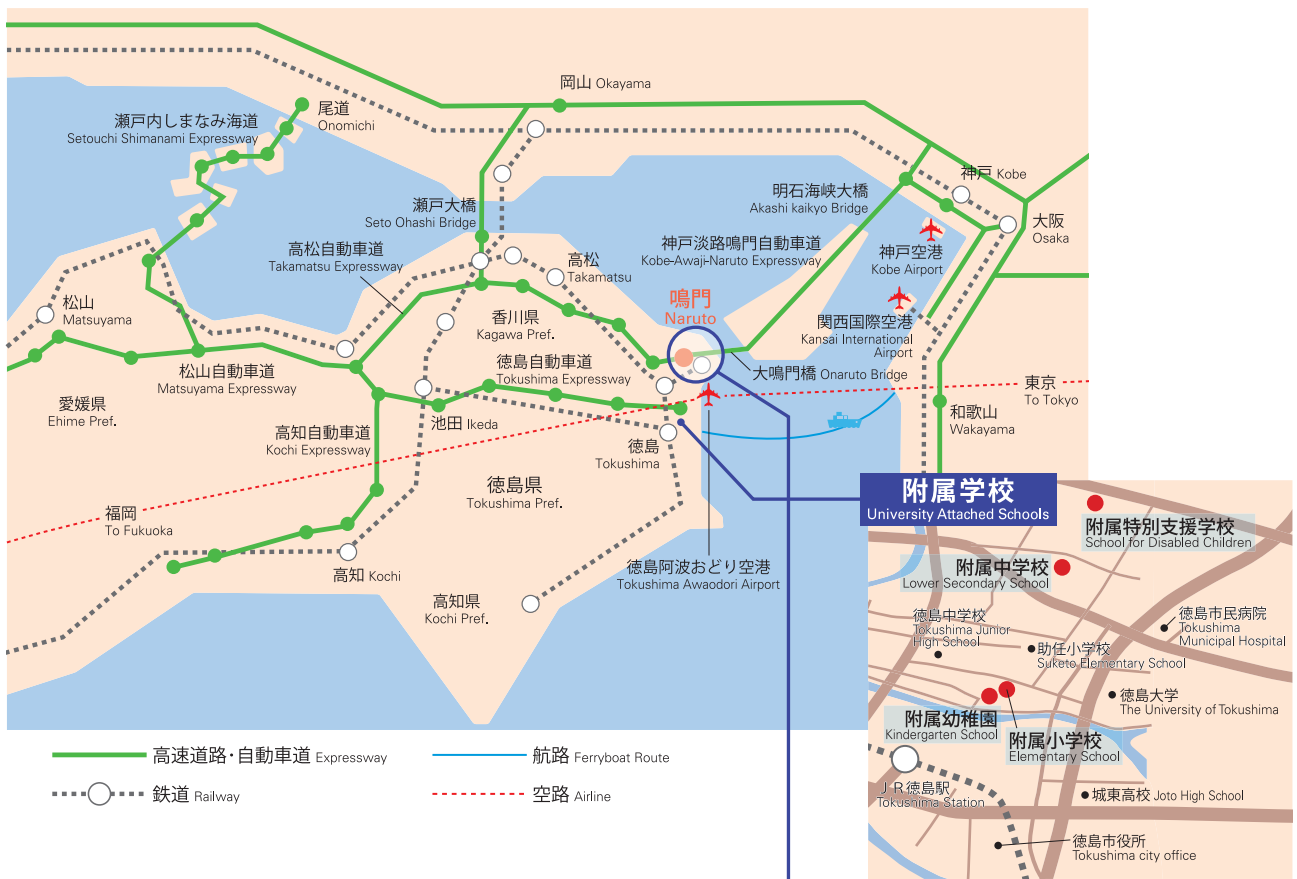 岡山 Okayama
尾道
Onomichi
瀬戸内しまなみ海道
Setouchi Shimanami Expressway
神戸 Kobe
明石海峡大橋
Akashi kaikyo Bridge
瀬戸大橋
Seto Ohashi Bridge
大阪
Osaka
高松自動車道
Takamatsu Expressway
高松
Takamatsu
神戸淡路鳴門自動車道
Kobe-Awaji-Naruto Expressway
神戸空港
Kobe Airport
松山
Matsuyama
鳴門
Naruto
香川県
Kagawa Pref.
関西国際空港
Kansai International
Airport
松山自動車道
Matsuyama Expressway
徳島自動車道
Tokushima Expressway
大鳴門橋 Onaruto Bridge
東京
To Tokyo
愛媛県
Ehime Pref.
池田 Ikeda
和歌山
Wakayama
高知自動車道
Kochi Expressway
徳島
Tokushima
徳島県
Tokushima Pref.
福岡
To Fukuoka
高知 Kochi
徳島阿波おどり空港
Tokushima Awaodori Airport
高知県
Kochi Pref.
附属学校
University Attached Schools
附属特別支援学校
School for Disabled Children
附属中学校
Lower Secondary School
徳島中学校
Tokushima Junior
High School
徳島市民病院
Tokushima
Municipal Hospital
助任小学校
Suketo Elementary School
徳島大学
The University of Tokushima
附属幼稚園
Kindergarten School
附属小学校
Elementary School
JR徳島駅
Tokushima Station
城東高校 Joto High School
徳島市役所
Tokushima city office
高速道路・自動車道 Expressway
航路 Ferryboat Route
鉄道 Railway
空路 Airline